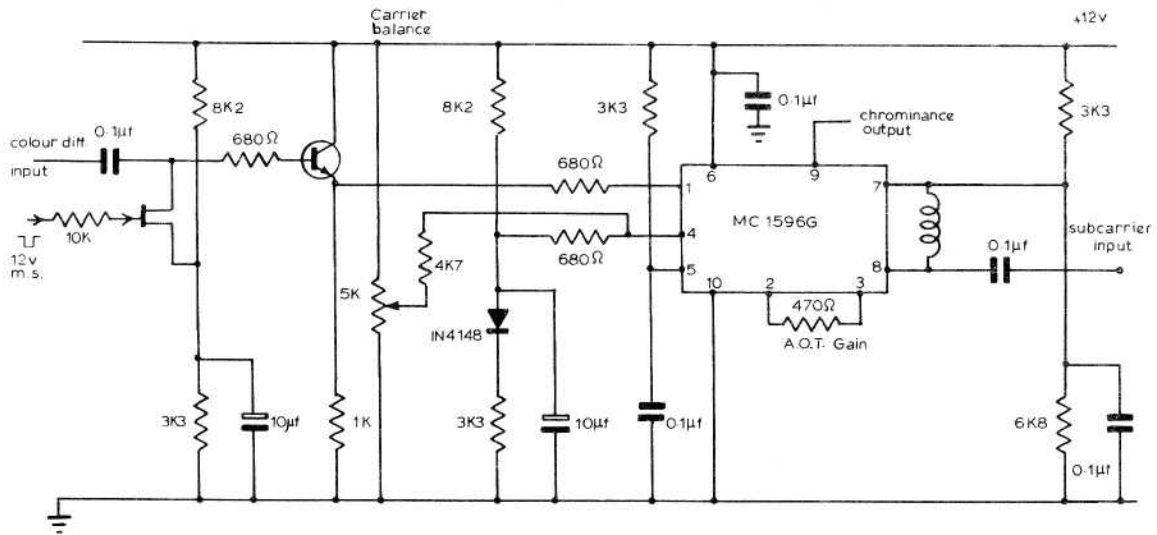 Carrier
balance
+12v
8K2
8K2
3K3
0·1µf
3K3
0·1µf
680Ω
colour diff.
input
chrominance
output
680Ω
6
9
1
7
MC 1596G
10K
12v
m.s.
4
680Ω
4K7
5
8
0·1µf
subcarrier
input
5K
10
2
3
470Ω
A.O.T. Gain
IN4148
3K3
10µf
1K
3K3
10µf
0·1µf
6K8
0·1µf